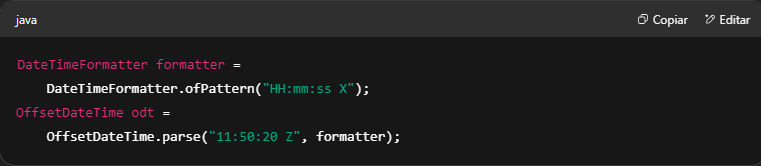 java Copiar Editar
DateTimeFormatter formatter =
    DateTimeFormatter.ofPattern("HH:mm:ss X");
OffsetDateTime odt =
    OffsetDateTime.parse("11:50:20 Z", formatter);